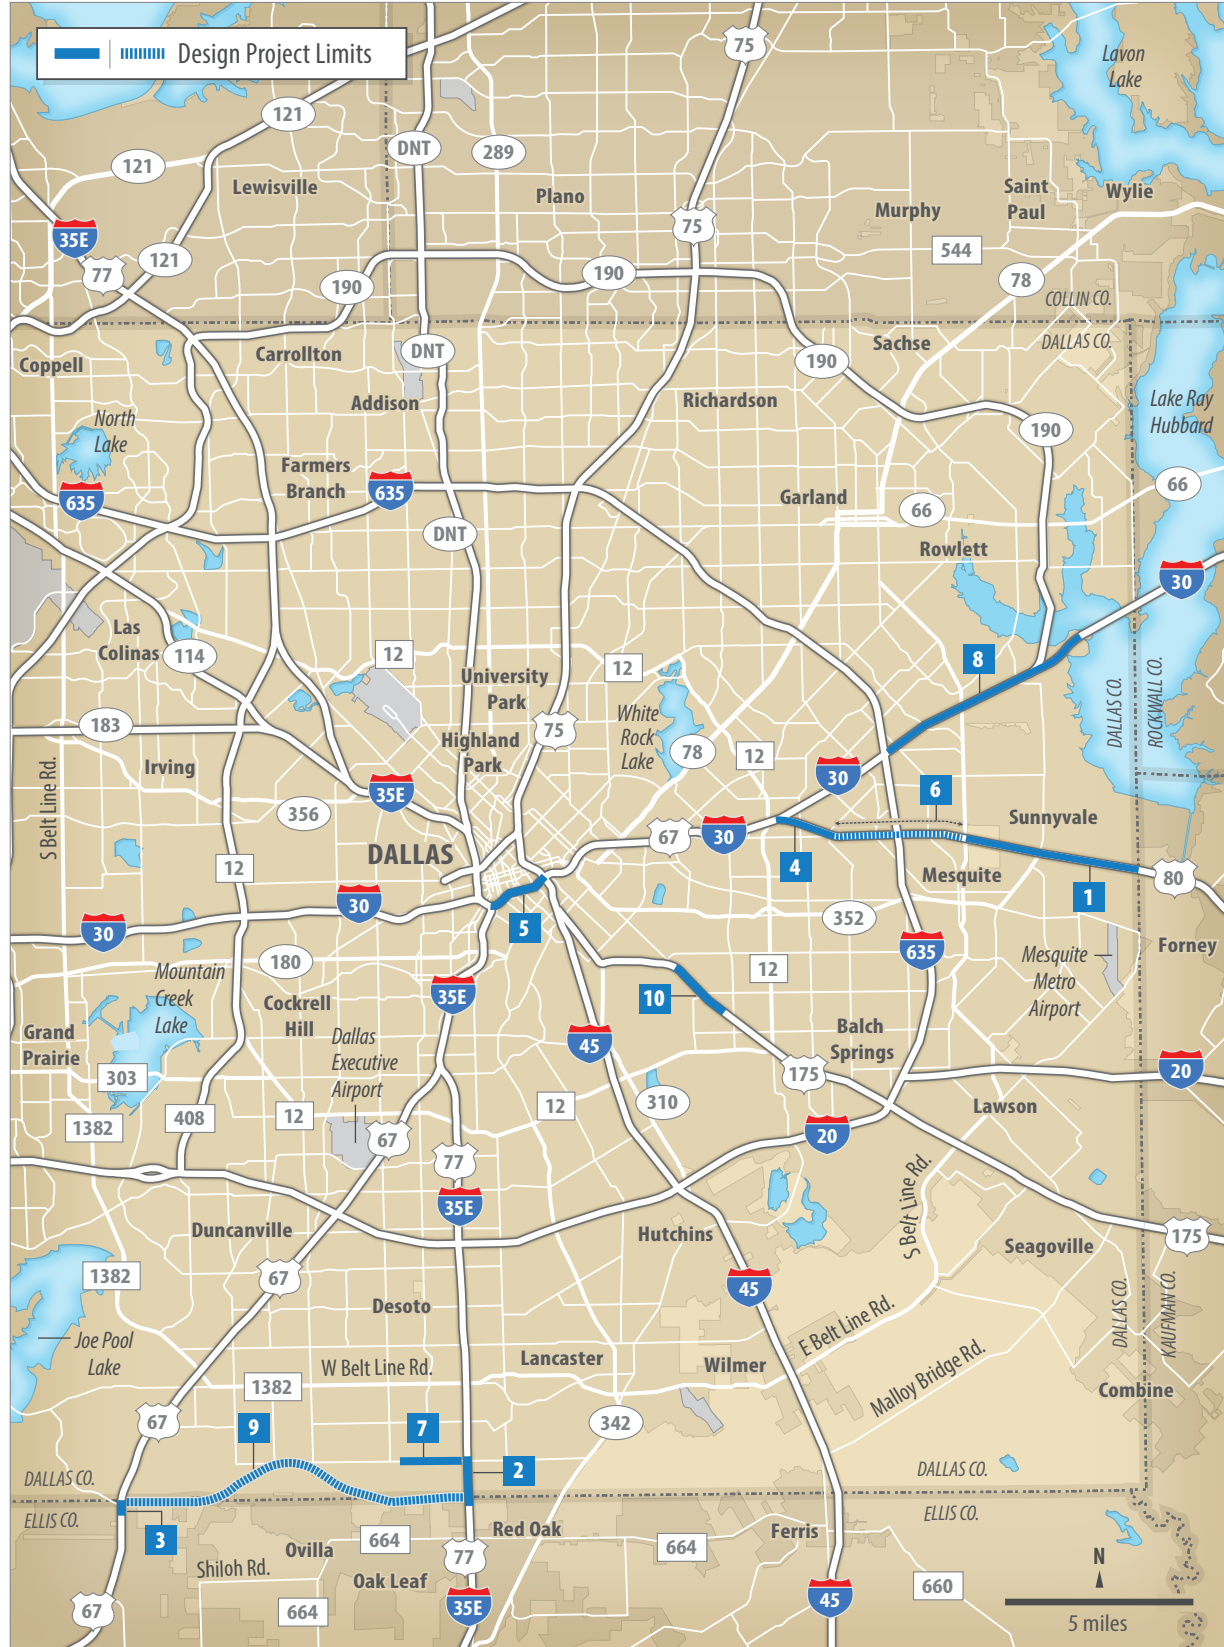 Design Project Limits
75
Lavon
Lake
121
DNT
289
121
Lewisville
Plano
Saint
Paul
Wylie
Murphy
75
35E
544
121
77
190
190
78
COLLIN CO.
DALLAS CO.
Coppell
Carrollton
DNT
Sachse
190
Addison
Richardson
Lake Ray
Hubbard
North
Lake
190
Farmers
Branch
635
635
Garland
66
66
DNT
Rowlett
30
Las
Colinas
114
12
12
8
University
Park
White
Rock
Lake
DALLAS CO.
ROCKWALL CO.
183
75
Highland
Park
78
12
Irving
30
S Belt Line Rd.
35E
6
356
Sunnyvale
67
30
DALLAS
4
12
Mesquite
80
1
30
352
30
5
635
Forney
180
12
Mesquite
Metro
Airport
Mountain
Creek
Lake
35E
10
Cockrell
Hill
Grand
Prairie
Dallas
Executive
Airport
45
Balch
Springs
303
175
20
408
12
12
310
Lawson
1382
67
20
77
35E
S Belt Line Rd.
Duncanville
Hutchins
175
Seagoville
1382
67
45
Desoto
DALLAS CO.
KAUFMAN CO.
E Belt Line Rd.
Joe Pool
Lake
W Belt Line Rd.
Lancaster
Wilmer
Malloy Bridge Rd.
1382
Combine
67
9
7
342
2
DALLAS CO.
DALLAS CO.
ELLIS CO.
ELLIS CO.
3
664
Red Oak
Ferris
Ovilla
77
664
Shiloh Rd.
Oak Leaf
N
67
664
35E
45
660
5 miles